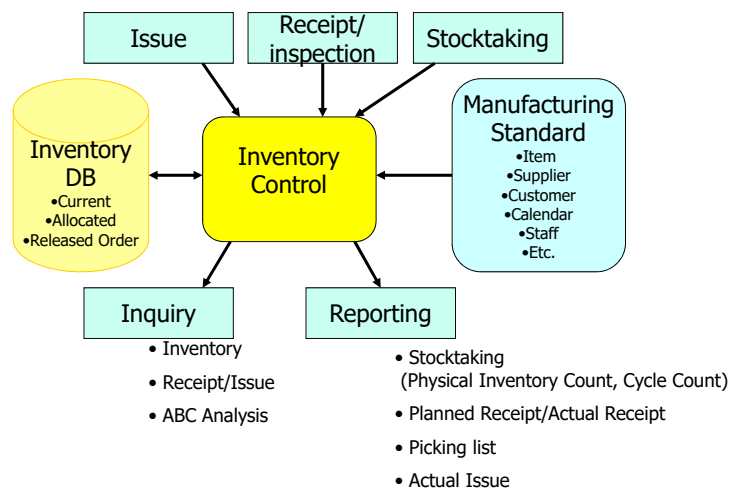 Issue
Receipt/
inspection
Stocktaking
Inventory
DB
•Current
•Allocated
•Released Order
Inventory
Control
Manufacturing
Standard
•Item
•Supplier
•Customer
•Calendar
•Staff
•Etc.
Inquiry
• Inventory
• Receipt/Issue
• ABC Analysis
Reporting
• Stocktaking
(Physical Inventory Count, Cycle Count)
• Planned Receipt/Actual Receipt
• Picking list
• Actual Issue